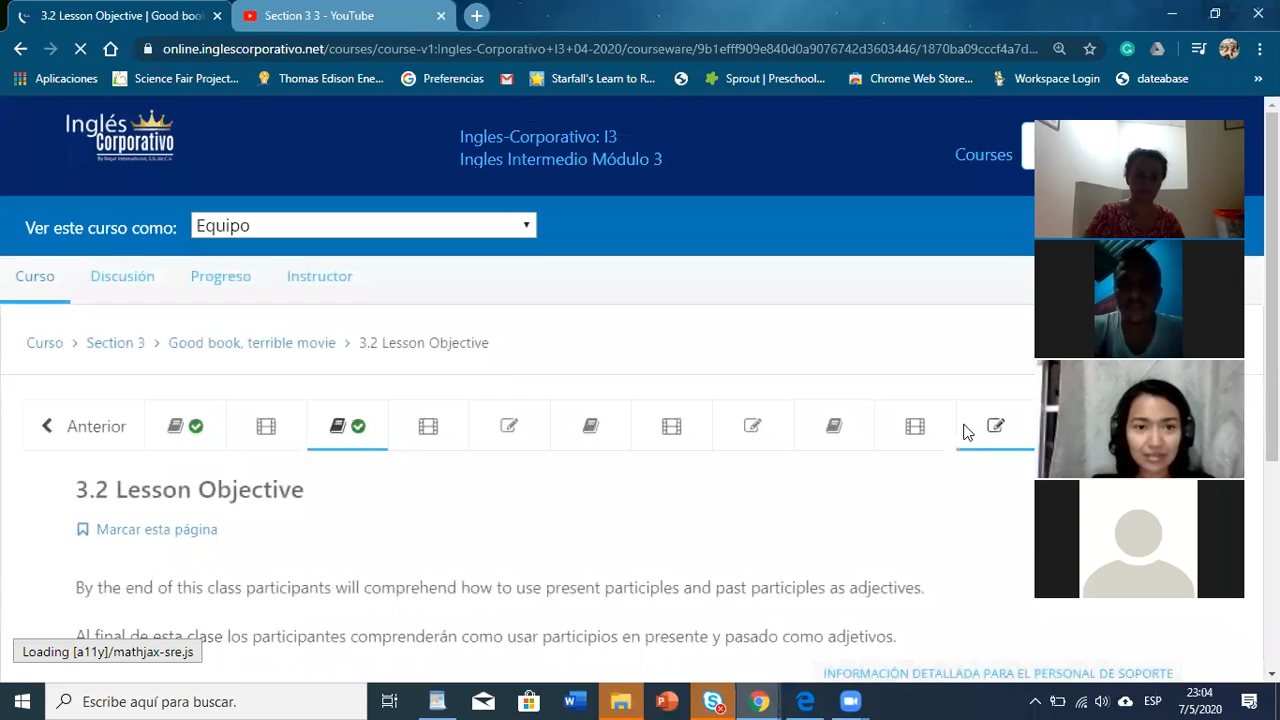 3.2 Lesson Objective | Good boo
Section 3 3 - YouTube
online.inglescorporativo.net/courses/course-v1:Ingles-Corporativo+I3+04-2020/courseware/9b1efff909e840d0a9076742d3603446/1870ba09cccf4a7d...
Aplicaciones
Science Fair Project...
Thomas Edison Ene...
Preferencias
Starfall's Learn to R...
Sprout | Preschool...
Chrome Web Store...
Workspace Login
dateabase
»
Inglés
Corporativo
Ingles-Corporativo: I3
Ingles Intermedio Módulo 3
Courses
Ver este curso como:
Equipo
Curso
Discusión
Progreso
Instructor
Curso > Section 3 > Good book, terrible movie > 3.2 Lesson Objective
Anterior
3.2 Lesson Objective
Marcar esta página
By the end of this class participants will comprehend how to use present participles and past participles as adjectives.
Al final de esta clase los participantes comprenderán como usar participios en presente y pasado como adjetivos.
Loading [a11y]/mathjax-sre.js
INFORMACIÓN DETALLADA PARA EL PERSONAL DE SOPORTE
Escribe aquí para buscar.
ESP
23:04
7/5/2020